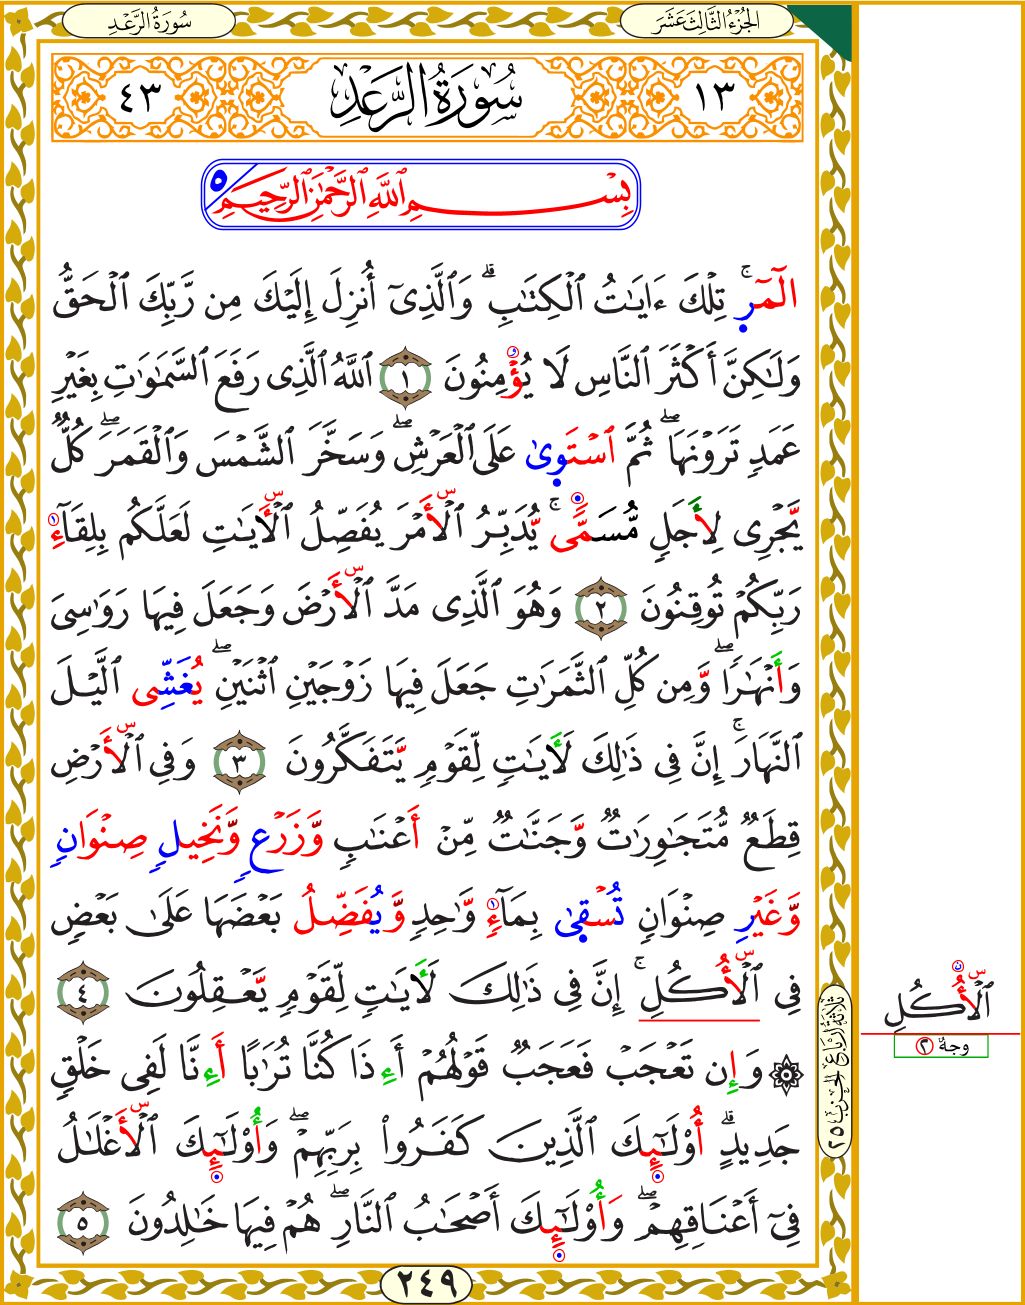 الجُزْءُ الثَّالِثَ عَشَرَ
سُورَةُ الرَّعْدِ
١٣ سُورَةُ الرَّعْدِ ٤٣
بِسْمِ ٱللَّهِ ٱلرَّحْمَٰنِ ٱلرَّحِيمِ ٥
الٓمٓرۚ تِلْكَ ءَايَٰتُ ٱلْكِتَٰبِۗ وَٱلَّذِىٓ أُنزِلَ إِلَيْكَ مِن رَّبِّكَ ٱلْحَقُّ
وَلَٰكِنَّ أَكْثَرَ ٱلنَّاسِ لَا يُؤْمِنُونَ ١ ٱللَّهُ ٱلَّذِى رَفَعَ ٱلسَّمَٰوَٰتِ بِغَيْرِ
عَمَدٍ تَرَوْنَهَاۖ ثُمَّ ٱسْتَوَىٰ عَلَى ٱلْعَرْشِۖ وَسَخَّرَ ٱلشَّمْسَ وَٱلْقَمَرَۖ كُلٌّ
يَجْرِى لِأَجَلٍ مُّسَمًّىۚ يُدَبِّرُ ٱلْأَمْرَ يُفَصِّلُ ٱلْأَيَٰتِ لَعَلَّكُم بِلِقَآءِ
رَبِّكُمْ تُوقِنُونَ ٢ وَهُوَ ٱلَّذِى مَدَّ ٱلْأَرْضَ وَجَعَلَ فِيهَا رَوَٰسِىَ
وَأَنْهَٰرًاۖ وَمِن كُلِّ ٱلثَّمَرَٰتِ جَعَلَ فِيهَا زَوْجَيْنِ ٱثْنَيْنِۖ يُغَشِّى ٱلَّيْلَ
ٱلنَّهَارَۚ إِنَّ فِى ذَٰلِكَ لَأَيَٰتٍ لِّقَوْمٍ يَتَفَكَّرُونَ ٣ وَفِى ٱلْأَرْضِ
قِطَعٌ مُّتَجَٰوِرَٰتٌ وَجَنَّٰتٌ مِّنْ أَعْنَٰبٍ وَزَرْعٍ وَنَخِيلٍ صِنْوَانٍ
وَغَيْرِ صِنْوَانٍ تُسْقَىٰ بِمَآءٍ وَٰحِدٍ وَيُفَضِّلُ بَعْضَهَا عَلَىٰ بَعْضٍ
فِى ٱلْأُكُلِۚ إِنَّ فِى ذَٰلِكَ لَأَيَٰتٍ لِّقَوْمٍ يَعْقِلُونَ ٤
۞ وَإِن تَعْجَبْ فَعَجَبٌ قَوْلُهُمْ أَءِذَا كُنَّا تُرَٰبًا أَءِنَّا لَفِى خَلْقٍ
جَدِيدٍۗ أُوْلَٰٓئِكَ ٱلَّذِينَ كَفَرُوا۟ بِرَبِّهِمْۖ وَأُوْلَٰٓئِكَ ٱلْأَغْلَٰلُ
فِىٓ أَعْنَاقِهِمْۖ وَأُوْلَٰٓئِكَ أَصْحَٰبُ ٱلنَّارِۖ هُمْ فِيهَا خَٰلِدُونَ ٥
ٱلْأُكُلِ
وجهٌ ٢
ثلاثة أرباع الحزب ٢٥
٢٤٩